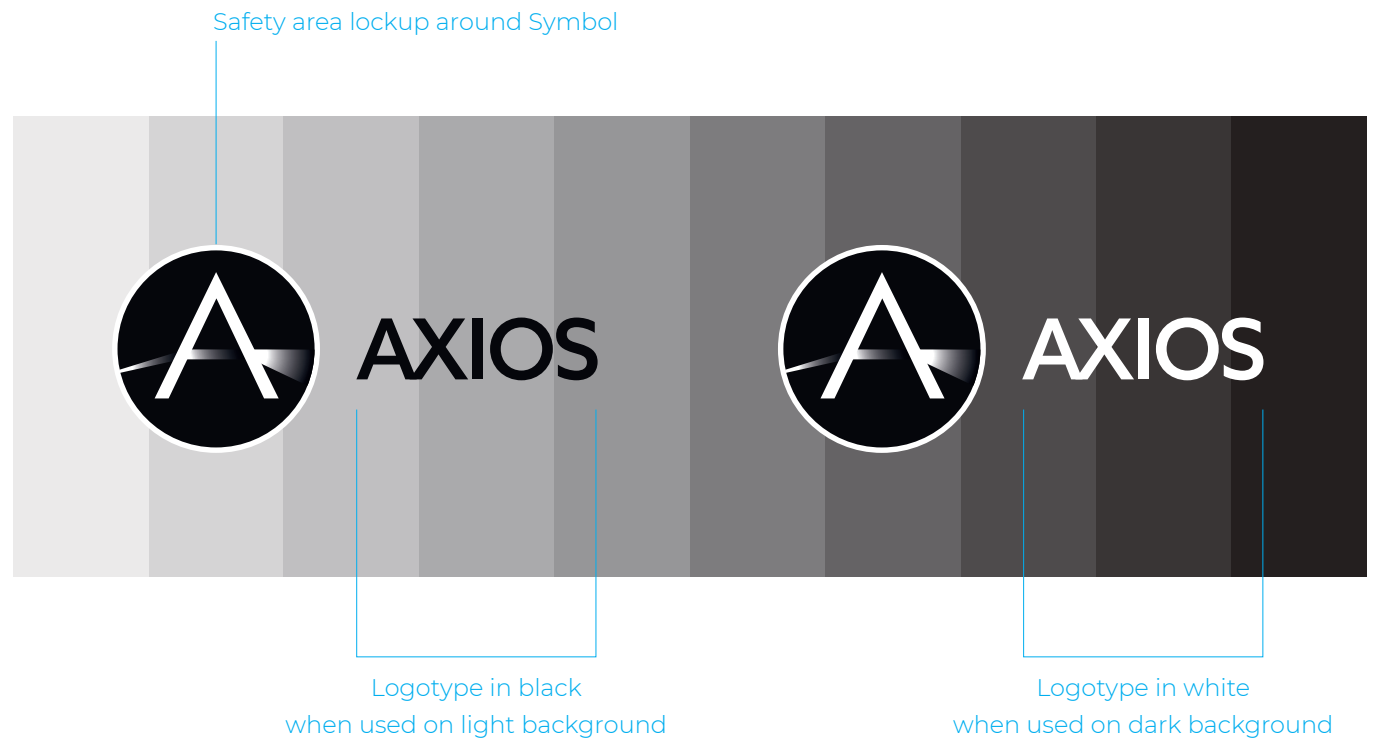 Safety area lockup around Symbol
AXIOS
AXIOS
Logotype in black
when used on light background
Logotype in white
when used on dark background